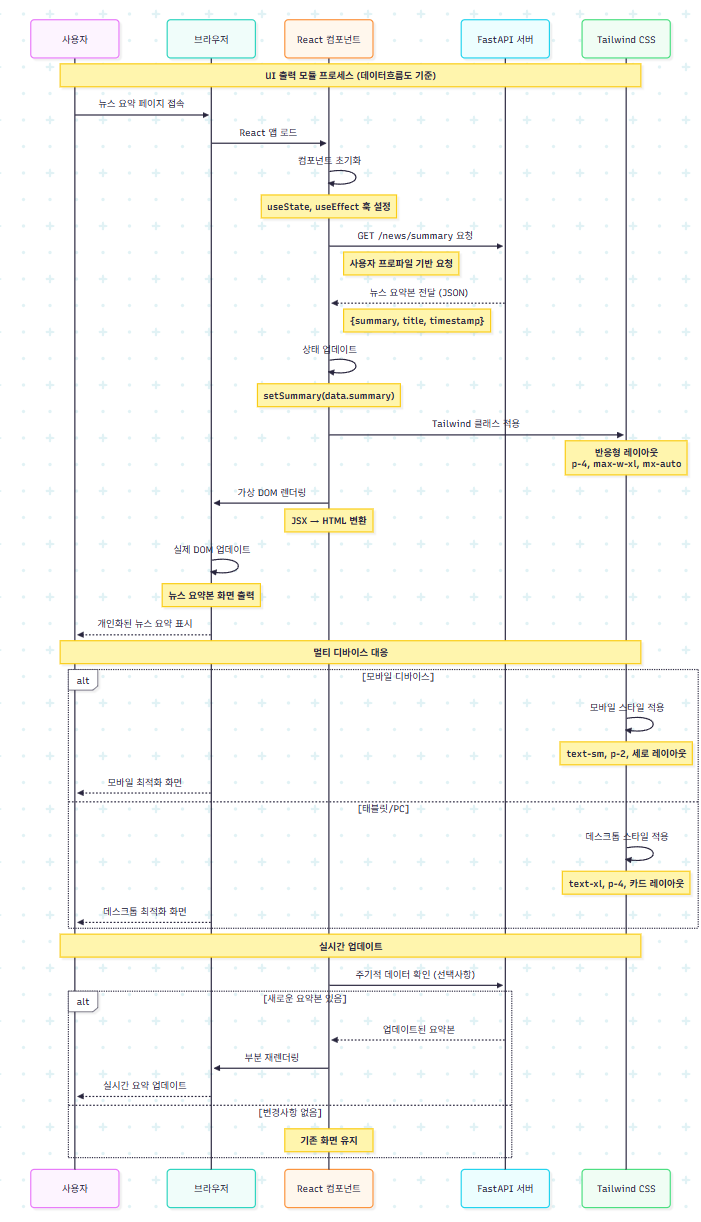 사용자
브라우저
React 컴포넌트
FastAPI 서버
Tailwind CSS
UI 출력 모듈 프로세스 (데이터흐름도 기준)
뉴스 요약 페이지 접속
React 앱 로드
컴포넌트 초기화
useState, useEffect 훅 설정
GET /news/summary 요청
사용자 프로파일 기반 요청
뉴스 요약본 전달 (JSON)
{summary, title, timestamp}
상태 업데이트
setSummary(data.summary)
Tailwind 클래스 적용
반응형 레이아웃
p-4, max-w-xl, mx-auto
가상 DOM 렌더링
JSX → HTML 변환
실제 DOM 업데이트
뉴스 요약본 화면 출력
개인화된 뉴스 요약 표시
멀티 디바이스 대응
alt
[모바일 디바이스]
모바일 스타일 적용
text-sm, p-2, 세로 레이아웃
모바일 최적화 화면
[태블릿/PC]
데스크톱 스타일 적용
text-xl, p-4, 카드 레이아웃
데스크톱 최적화 화면
실시간 업데이트
주기적 데이터 확인 (선택사항)
alt
[새로운 요약본 있음]
업데이트된 요약본
부분 재렌더링
실시간 요약 업데이트
[변경사항 없음]
기존 화면 유지
사용자
브라우저
React 컴포넌트
FastAPI 서버
Tailwind CSS